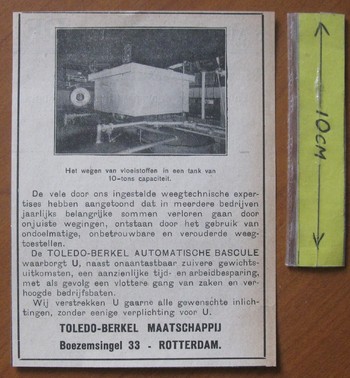 Het wegen van vloeistoffen in een tank van
10-tons capaciteit.
De vele door ons ingestelde weegtechnische exper-
tises hebben aangetoond dat in meerdere bedrijven
jaarlijks belangrijke sommen verloren gaan door
onjuiste wegingen, ontstaan door het gebruik van
ondoelmatige, onbetrouwbare en verouderde weeg-
toestellen.
De TOLEDO-BERKEL AUTOMATISCHE BASCULE
waarborgt U, naast onaantastbaar zuivere gewichts-
uitkomsten, een aanzienlijke tijd- en arbeidbesparing,
met als gevolg een vlottere gang van zaken en ver-
hoogde bedrijfsbaten.
Wij verstrekken U gaarne alle gewenschte inlich-
tingen, zonder eenige verplichting voor U.
TOLEDO-BERKEL MAATSCHAPPIJ
Boezemsingel 33 - ROTTERDAM.
10CM